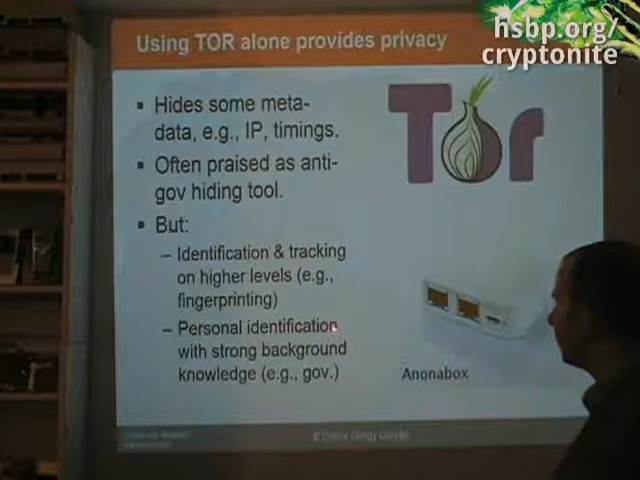 hsbp.org/
cryptonite
Using TOR alone provides privacy
Hides some meta-
data, e.g., IP, timings.
Often praised as anti-
gov hiding tool.
But:
– Identification & tracking
on higher levels (e.g.,
fingerprinting)
– Personal identification
with strong background
knowledge (e.g., gov.)
Tor
Anonabox